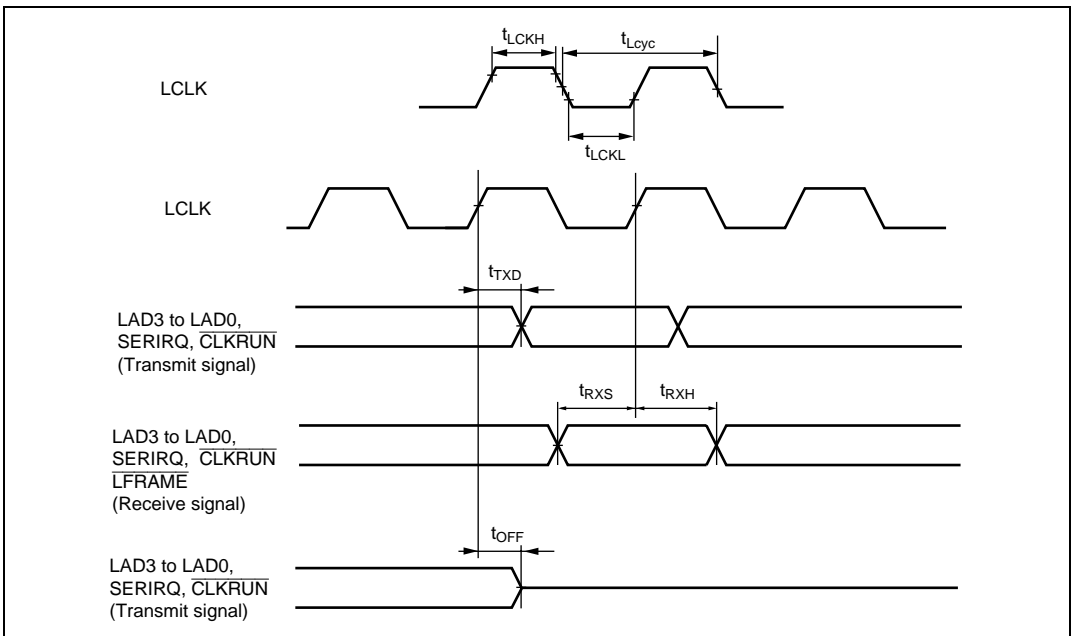 tLCKH
tLcyc
LCLK
tLCKL
LCLK
tTXD
LAD3 to LAD0,
SERIRQ, CLKRUN
(Transmit signal)
tRXS
tRXH
LAD3 to LAD0,
SERIRQ, CLKRUN
LFRAME
(Receive signal)
tOFF
LAD3 to LAD0,
SERIRQ, CLKRUN
(Transmit signal)